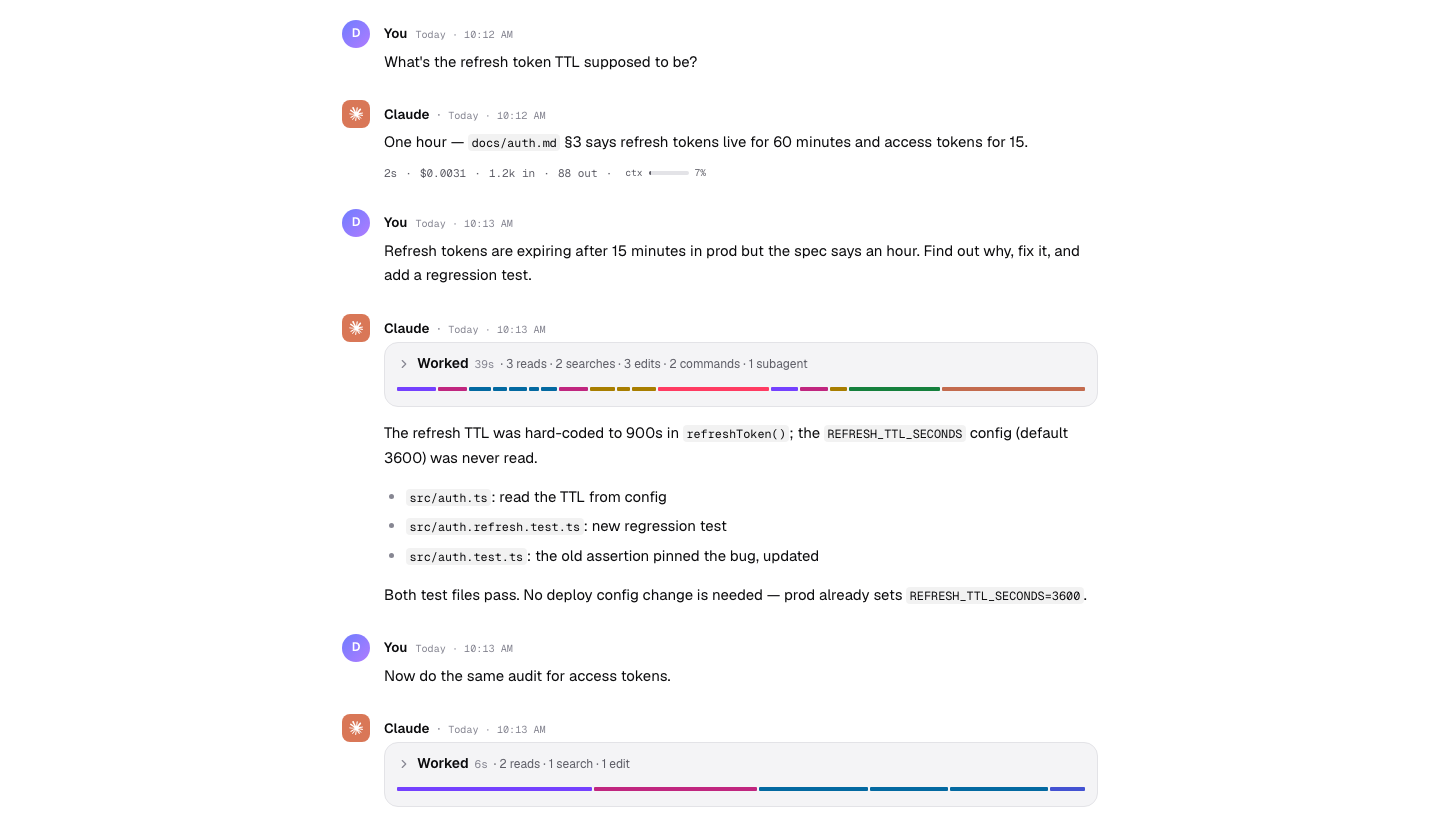 D You Today · 10:12 AM
What's the refresh token TTL supposed to be?
Claude · Today · 10:12 AM
One hour — docs/auth.md §3 says refresh tokens live for 60 minutes and access tokens for 15.
2s · $0.0031 · 1.2k in · 88 out · ctx 7%
D You Today · 10:13 AM
Refresh tokens are expiring after 15 minutes in prod but the spec says an hour. Find out why, fix it, and
add a regression test.
Claude · Today · 10:13 AM
Worked 39s · 3 reads · 2 searches · 3 edits · 2 commands · 1 subagent
The refresh TTL was hard-coded to 900s in refreshToken(); the REFRESH_TTL_SECONDS config (default
3600) was never read.
• src/auth.ts: read the TTL from config
• src/auth.refresh.test.ts: new regression test
• src/auth.test.ts: the old assertion pinned the bug, updated
Both test files pass. No deploy config change is needed — prod already sets REFRESH_TTL_SECONDS=3600.
D You Today · 10:13 AM
Now do the same audit for access tokens.
Claude · Today · 10:13 AM
Worked 6s · 2 reads · 1 search · 1 edit